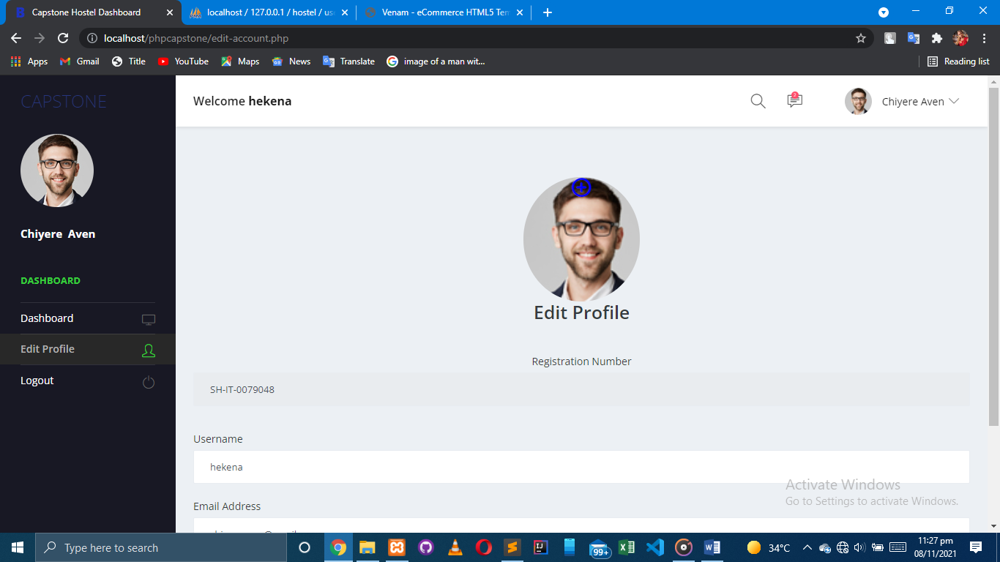 Capstone Hostel Dashboard
localhost / 127.0.0.1 / hostel / us
Venam - eCommerce HTML5 Tem
localhost/phpcapstone/edit-account.php
Apps Gmail Title YouTube Maps News Translate image of a man wit... Reading list
CAPSTONE
Welcome hekena
Chiyere Aven
Chiyere Aven
DASHBOARD
Dashboard
Edit Profile
Logout
Edit Profile
Registration Number
SH-IT-0079048
Username
hekena
Email Address
Activate Windows
Go to Settings to activate Windows.
Type here to search
99+
34°C
11:27 pm
08/11/2021